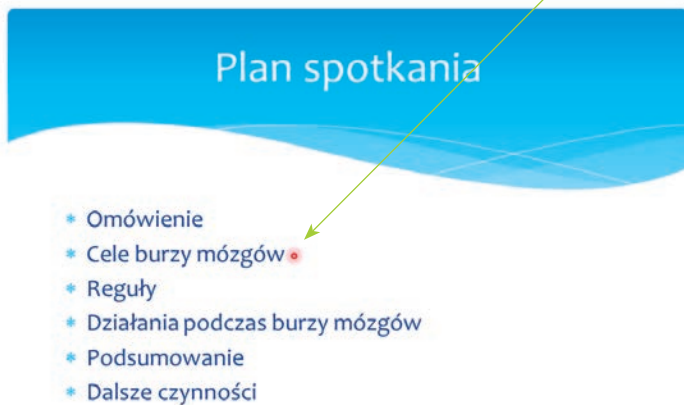 Plan spotkania
* Omówienie
* Cele burzy mózgów
* Reguły
* Działania podczas burzy mózgów
* Podsumowanie
* Dalsze czynności